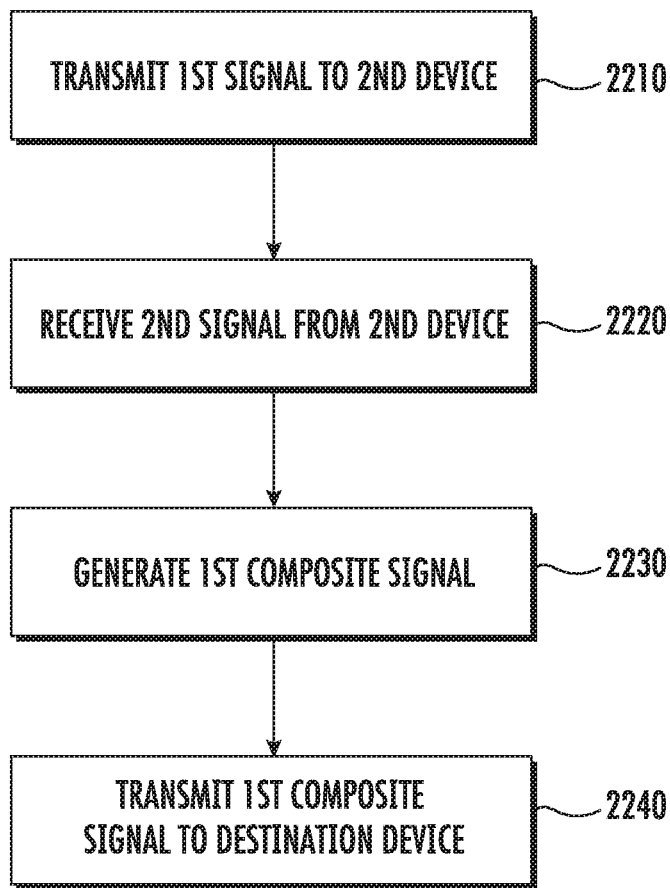 TRANSMIT 1ST SIGNAL TO 2ND DEVICE
2210
RECEIVE 2ND SIGNAL FROM 2ND DEVICE
2220
GENERATE 1ST COMPOSITE SIGNAL
2230
TRANSMIT 1ST COMPOSITE
SIGNAL TO DESTINATION DEVICE
2240